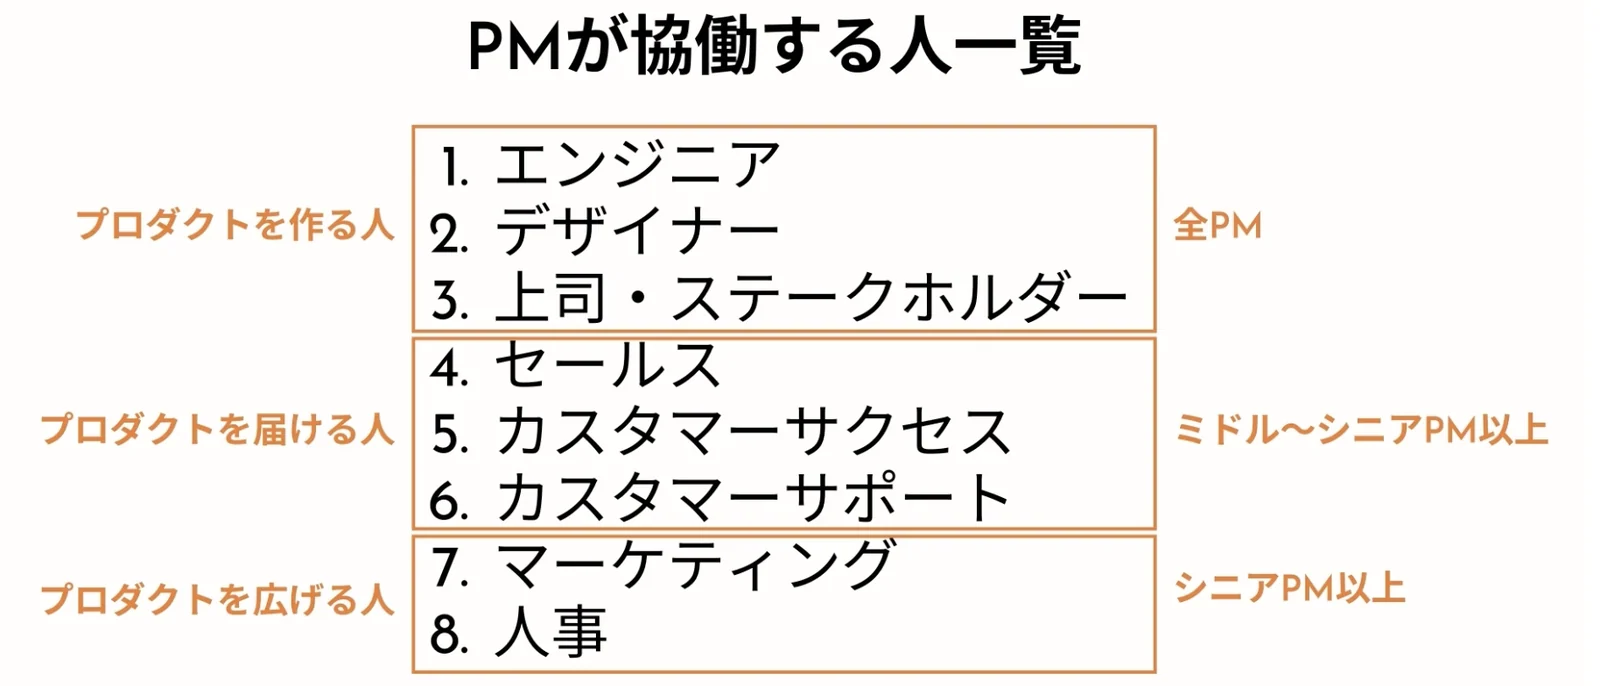 PMが協働する人一覧
プロダクトを作る人
1. エンジニア
2. デザイナー
3. 上司・ステークホルダー
全PM
プロダクトを届ける人
4. セールス
5. カスタマーサクセス
6. カスタマーサポート
ミドル〜シニアPM以上
プロダクトを広げる人
7. マーケティング
8. 人事
シニアPM以上